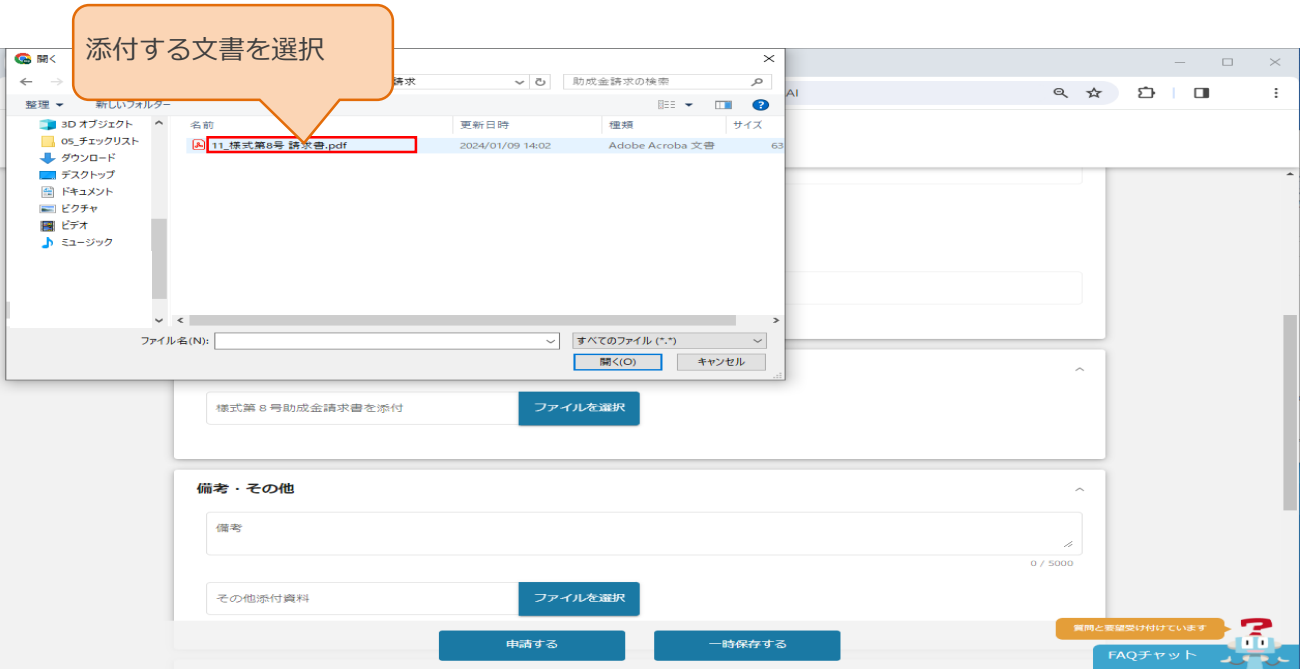 添付する文書を選択
開く
請求
助成金請求の検索
AI
整理
新しいフォルダー
名前
更新日時
種類
サイズ
3D オブジェクト
05_チェックリスト
ダウンロード
デスクトップ
ドキュメント
ピクチャ
ビデオ
ミュージック
11_様式第8号 請求書.pdf
2024/01/09 14:02
Adobe Acroba 文書
63
ファイル名(N):
すべてのファイル (*.*)
開く(O)
キャンセル
様式第８号助成金請求書を添付
ファイルを選択
備考・その他
備考
0 / 5000
その他添付資料
ファイルを選択
申請する
一時保存する
質問と要望受け付けています
FAQチャット